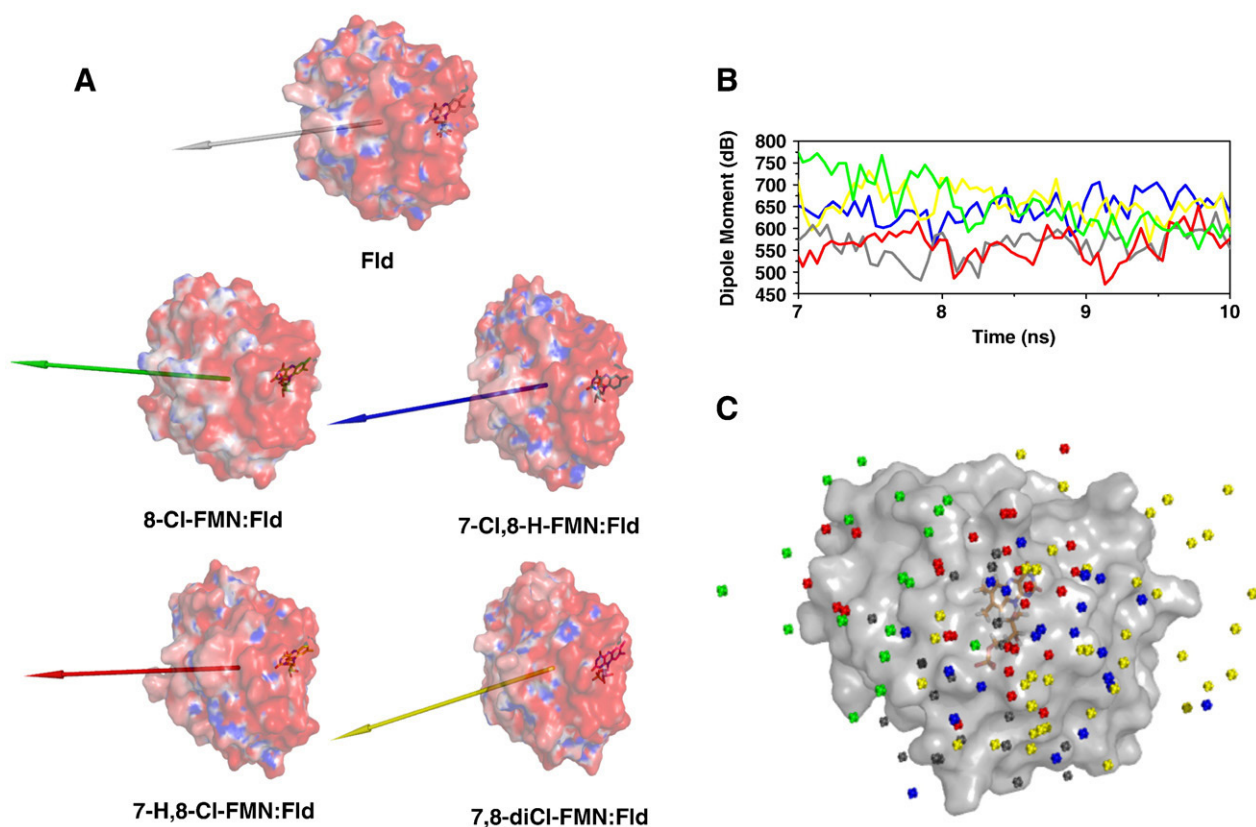 A
Fld
8-Cl-FMN:Fld
7-Cl,8-H-FMN:Fld
7-H,8-Cl-FMN:Fld
7,8-diCl-FMN:Fld
B
Dipole Moment (dB)
800
750
700
650
600
550
500
450
7 8 9 10
Time (ns)
C